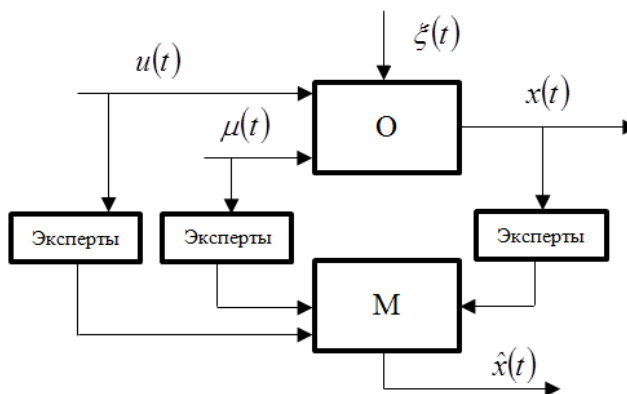 ξ(t)
u(t)
x(t)
O
μ(t)
Эксперты
Эксперты
Эксперты
M
x̂(t)